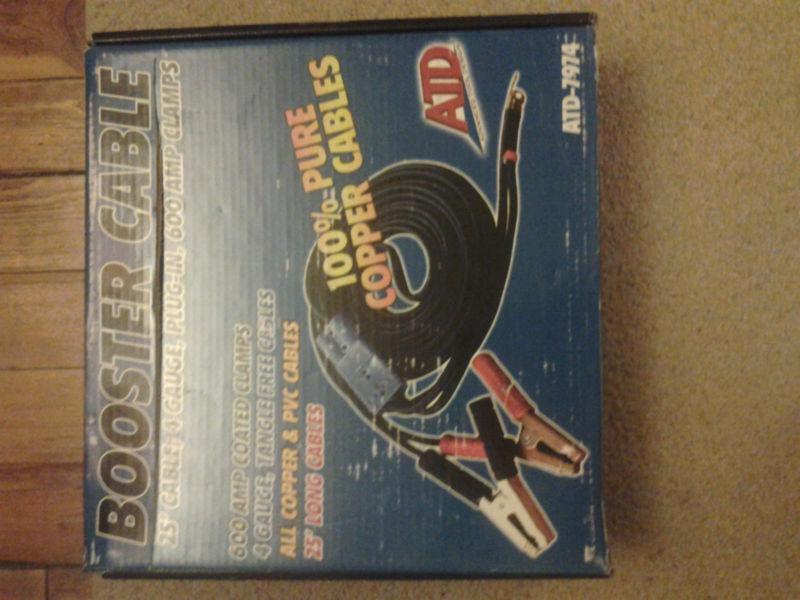 BOOSTER CABLE
25' CABLE, 4 GAUGE, PLUG-IN, 600 AMP CLAMPS
600 AMP COATED CLAMPS
4 GAUGE, TANGLE FREE CABLES
ALL COPPER & PVC CABLES
25' LONG CABLES
100% PURE
COPPER CABLES
ATD
ATD-7974